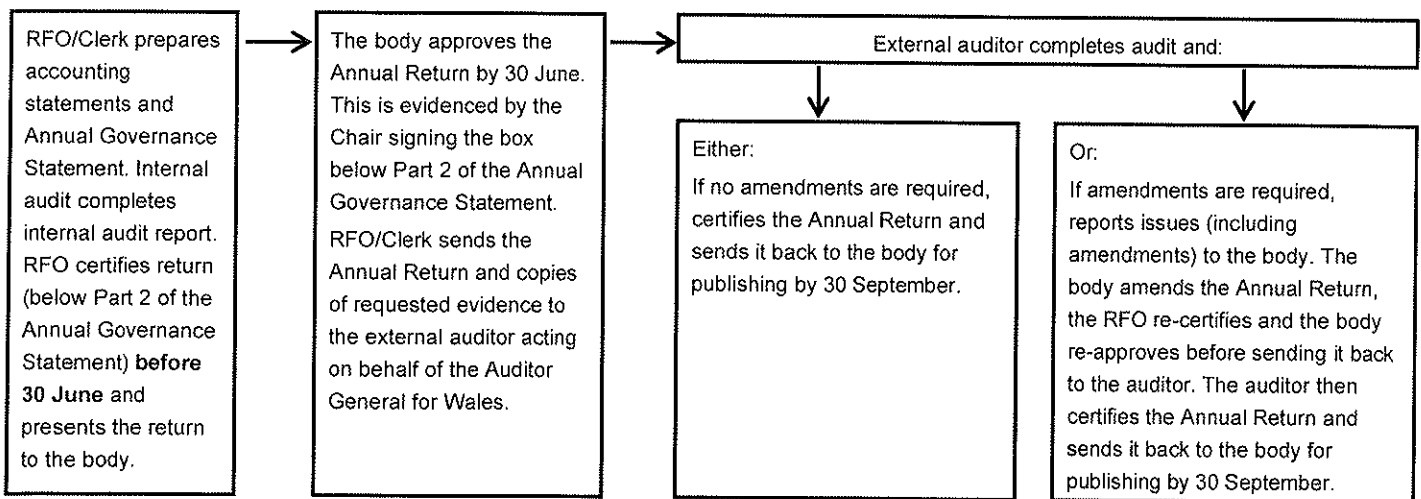 RFO/Clerk prepares
accounting
statements and
Annual Governance
Statement. Internal
audit completes
internal audit report.
RFO certifies return
(below Part 2 of the
Annual Governance
Statement) before
30 June and
presents the return
to the body.
The body approves the
Annual Return by 30 June.
This is evidenced by the
Chair signing the box
below Part 2 of the Annual
Governance Statement.
RFO/Clerk sends the
Annual Return and copies
of requested evidence to
the external auditor acting
on behalf of the Auditor
General for Wales.
External auditor completes audit and:
Either:
If no amendments are required,
certifies the Annual Return and
sends it back to the body for
publishing by 30 September.
Or:
If amendments are required,
reports issues (including
amendments) to the body. The
body amends the Annual Return,
the RFO re-certifies and the body
re-approves before sending it back
to the auditor. The auditor then
certifies the Annual Return and
sends it back to the body for
publishing by 30 September.